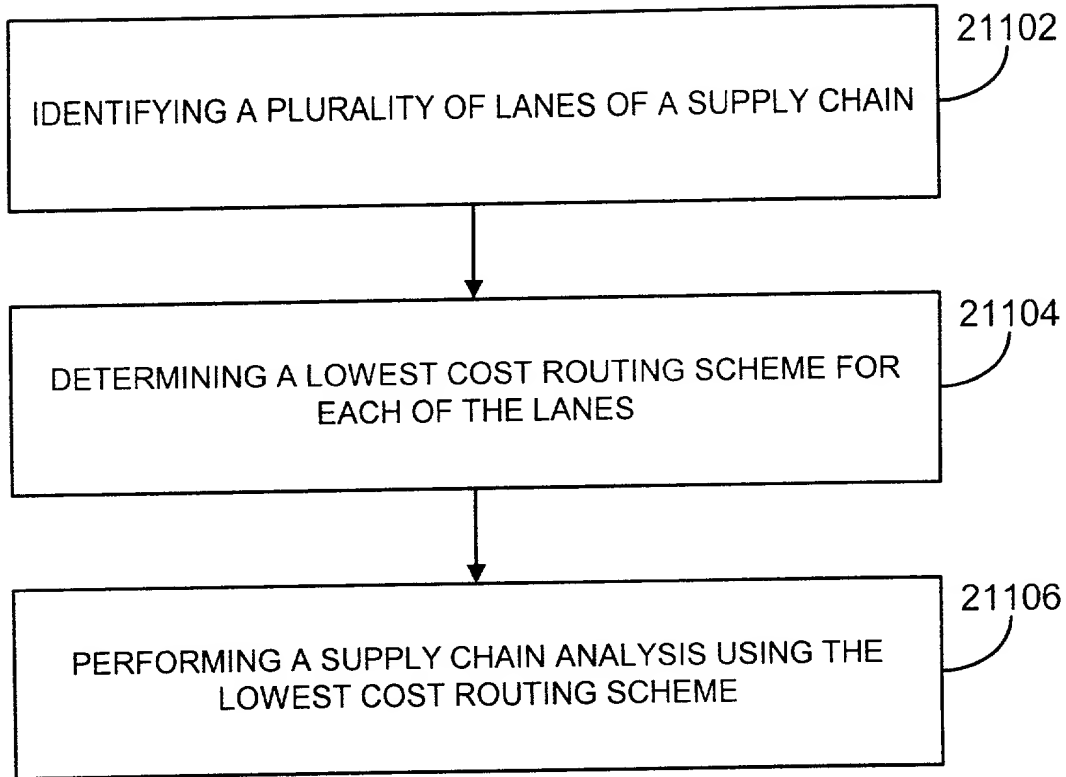 21102
IDENTIFYING A PLURALITY OF LANES OF A SUPPLY CHAIN
21104
DETERMINING A LOWEST COST ROUTING SCHEME FOR
EACH OF THE LANES
21106
PERFORMING A SUPPLY CHAIN ANALYSIS USING THE
LOWEST COST ROUTING SCHEME